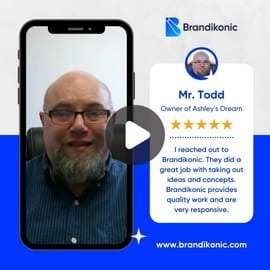 Brandikonic
Mr. Todd
Owner of Ashley's Dream
I reached out to
Brandikonic. They did a
great job with taking out
ideas and concepts.
Brandikonic provides
quality work and are
very responsive.
www.brandikonic.com